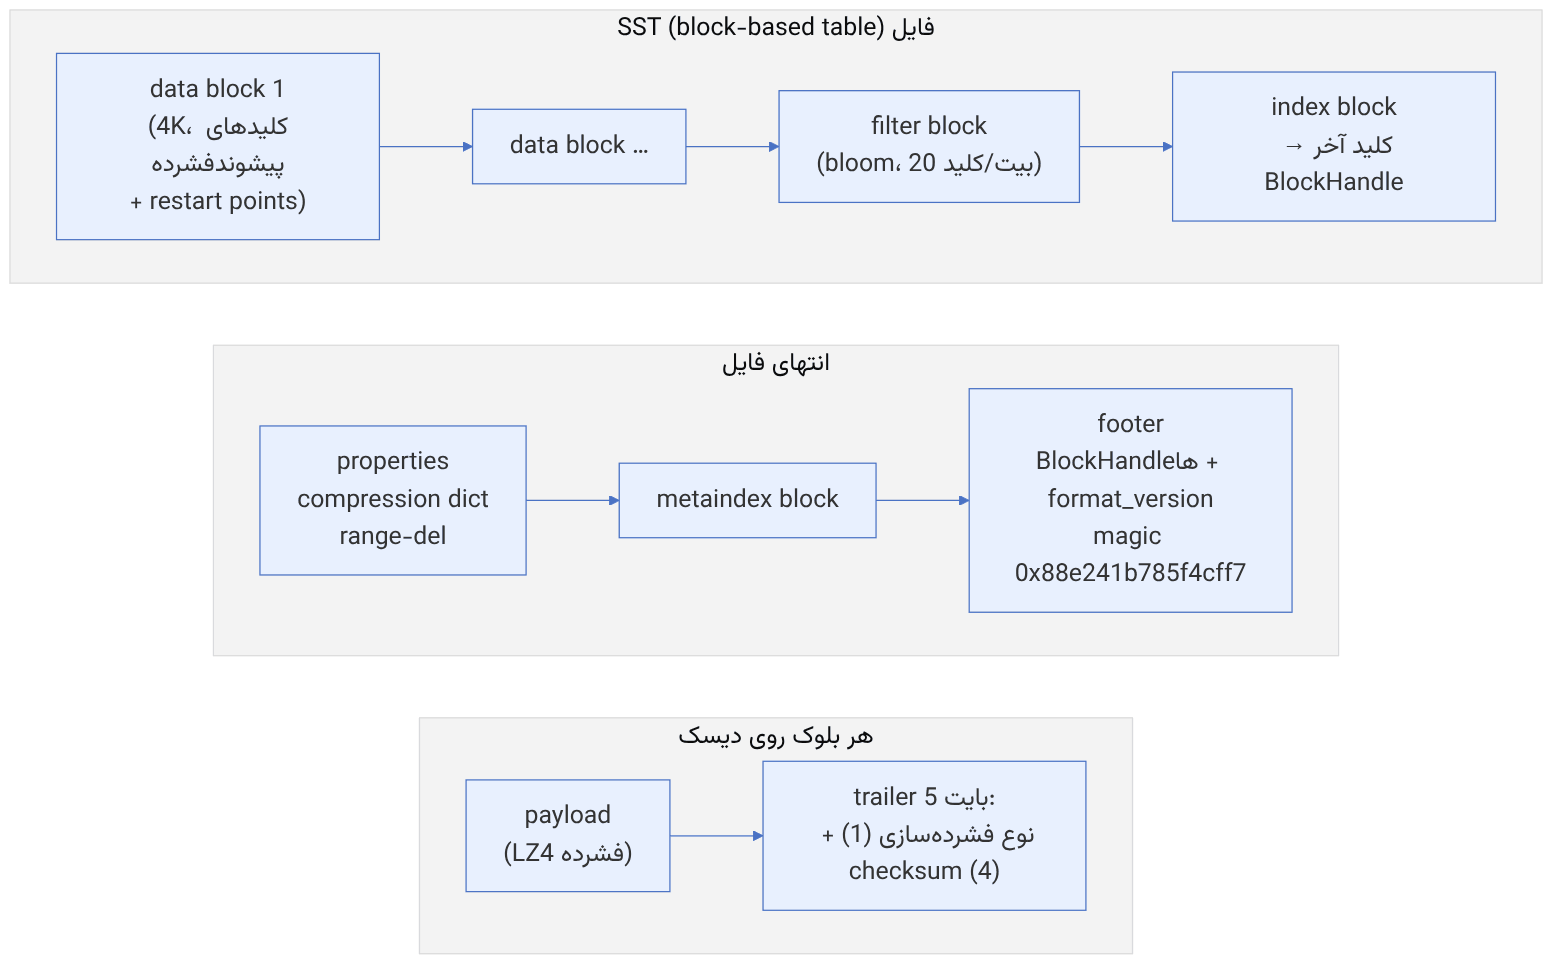 فایل SST (block-based table)
data block 1
(4K، کلیدهای
پیشوندفشرده
+ restart points)
data block ...
filter block
(bloom، 20 بیت/کلید)
index block
کلید آخر →
BlockHandle
انتهای فایل
properties
compression dict
range-del
metaindex block
footer
BlockHandleها +
format_version
magic
0x88e241b785f4cff7
هر بلوک روی دیسک
payload
(فشرده LZ4)
trailer 5 بایت:
نوع فشرده‌سازی (1) +
checksum (4)